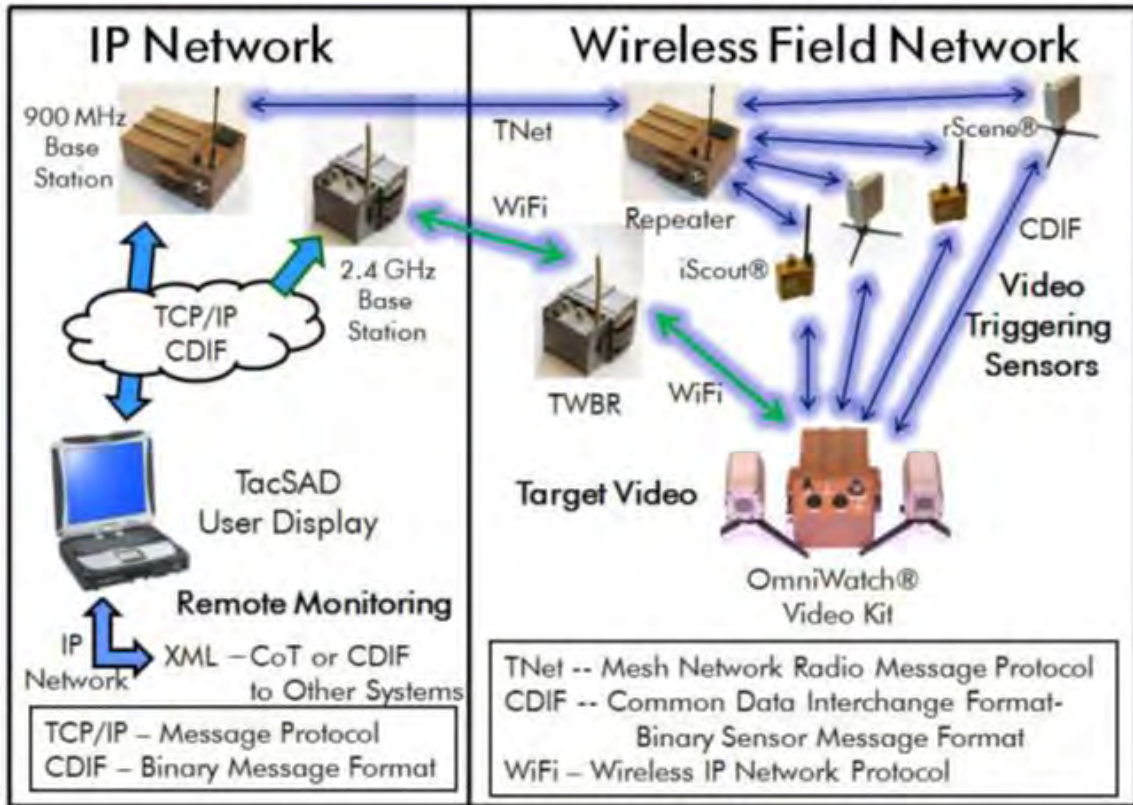 IP Network
900 MHz
Base
Station
2.4 GHz
Base
Station
TCP/IP
CDIF
TacSAD
User Display
Remote Monitoring
IP
Network
XML – CoT or CDIF
to Other Systems
TCP/IP – Message Protocol
CDIF – Binary Message Format
Wireless Field Network
TNet
WiFi
Repeater
rScene®
iScout®
CDIF
Video
Triggering
Sensors
TWBR
WiFi
Target Video
OmniWatch®
Video Kit
TNet -- Mesh Network Radio Message Protocol
CDIF -- Common Data Interchange Format-
Binary Sensor Message Format
WiFi – Wireless IP Network Protocol